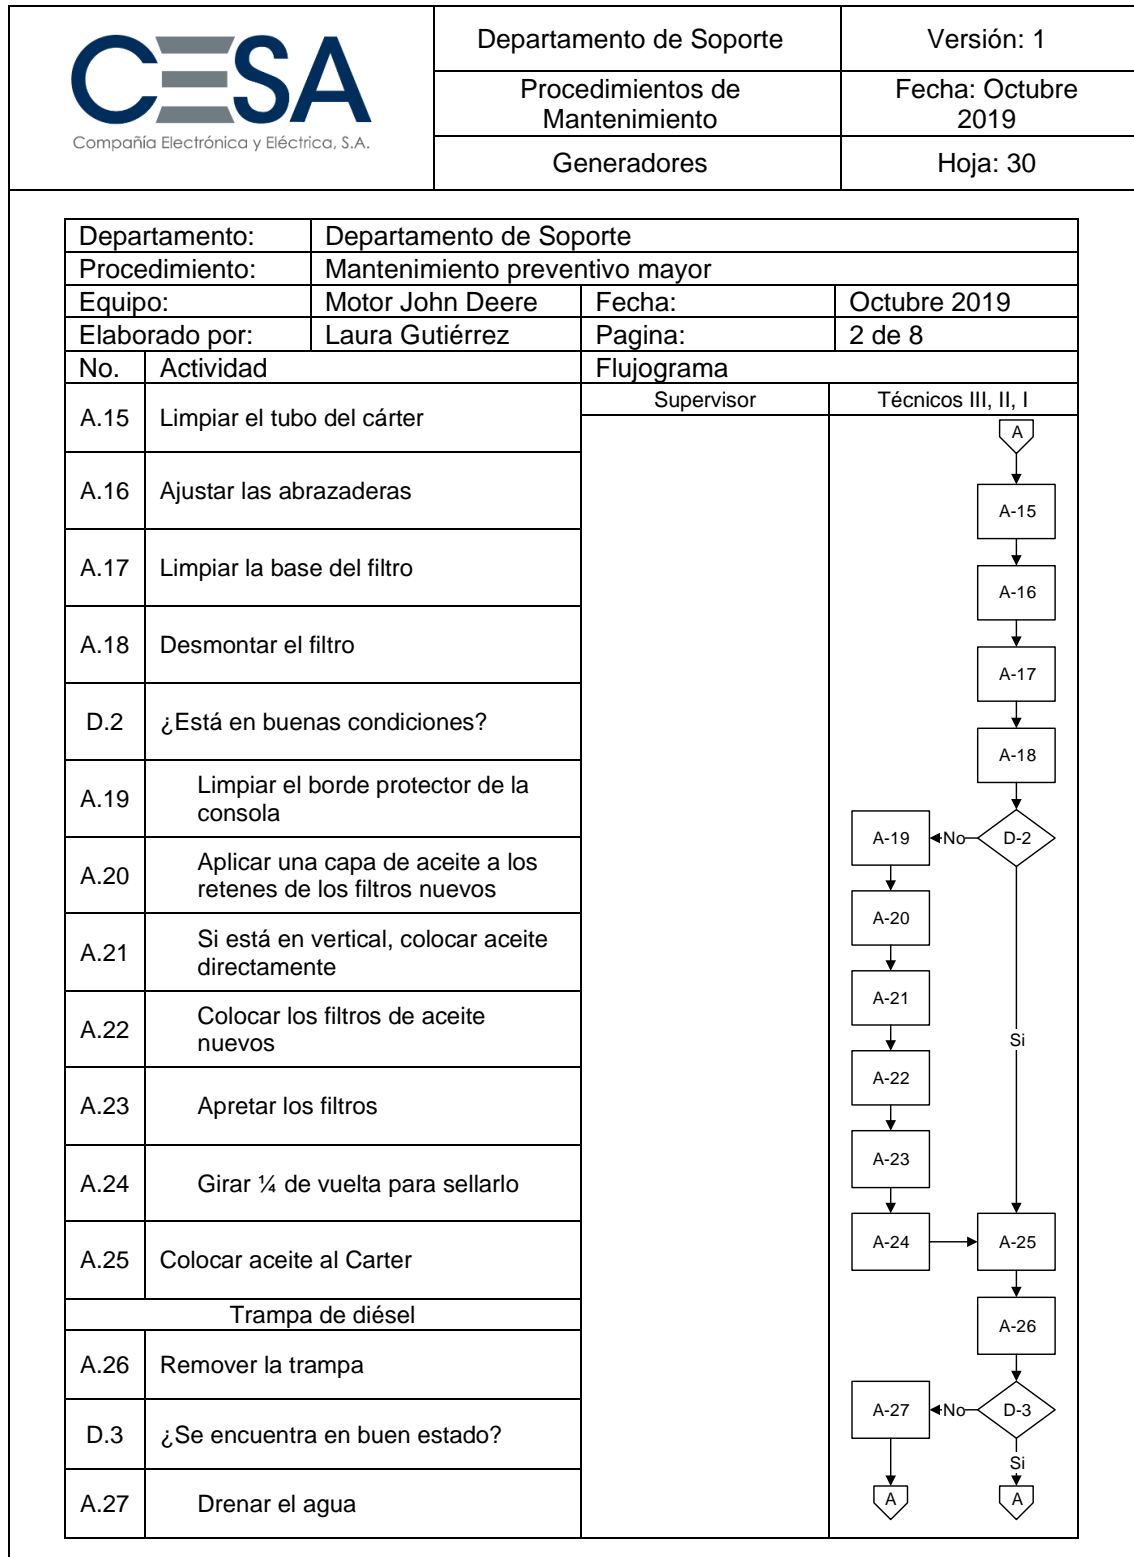 CESA
Compañía Electrónica y Eléctrica, S.A.
Departamento de Soporte
Versión: 1
Procedimientos de
Mantenimiento
Fecha: Octubre
2019
Generadores
Hoja: 30
Departamento:
Departamento de Soporte
Procedimiento:
Mantenimiento preventivo mayor
Equipo:
Motor John Deere
Fecha:
Octubre 2019
Elaborado por:
Laura Gutiérrez
Pagina:
2 de 8
No.
Actividad
Flujograma
Supervisor
Técnicos III, II, I
A.15
Limpiar el tubo del cárter
A.16
Ajustar las abrazaderas
A.17
Limpiar la base del filtro
A.18
Desmontar el filtro
D.2
¿Está en buenas condiciones?
A.19
Limpiar el borde protector de la
consola
A.20
Aplicar una capa de aceite a los
retenes de los filtros nuevos
A.21
Si está en vertical, colocar aceite
directamente
A.22
Colocar los filtros de aceite
nuevos
A.23
Apretar los filtros
A.24
Girar ¼ de vuelta para sellarlo
A.25
Colocar aceite al Carter
Trampa de diésel
A.26
Remover la trampa
D.3
¿Se encuentra en buen estado?
A.27
Drenar el agua
A
A-15
A-16
A-17
A-18
A-19
No
D-2
A-20
A-21
Si
A-22
A-23
A-24
A-25
A-26
A-27
No
D-3
Si
A
A